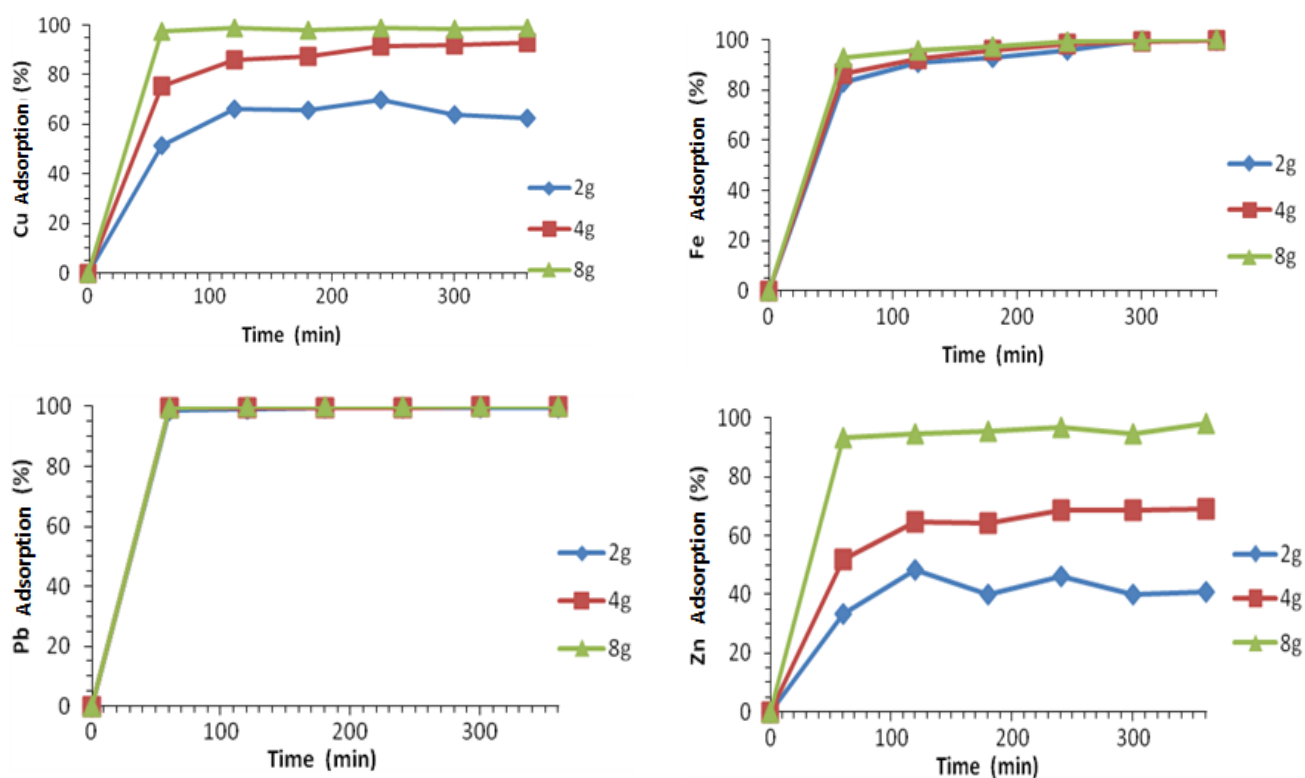 Cu Adsorption (%)
100
80
60
40
20
0
0 100 200 300
Time (min)
2g
4g
8g
Fe Adsorption (%)
100
80
60
40
20
0
0 100 200 300
Time (min)
2g
4g
8g
Pb Adsorption (%)
100
80
60
40
20
0
0 100 200 300
Time (min)
2g
4g
8g
Zn Adsorption (%)
100
80
60
40
20
0
0 100 200 300
Time (min)
2g
4g
8g